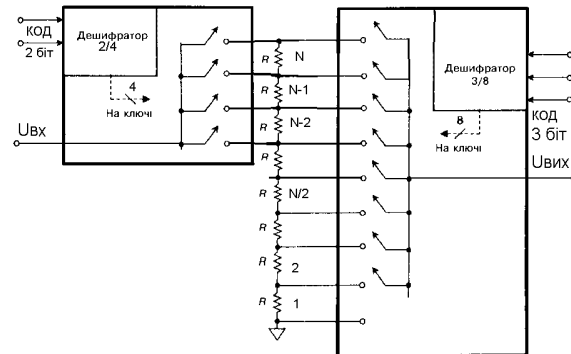 КОД
2 біт
Дешифратор
2/4
4
На ключі
UВХ
R N
R N-1
R N-2
R
R N/2
R
R 2
R 1
Дешифратор
3/8
8
На ключі
КОД
3 біт
UВИХ